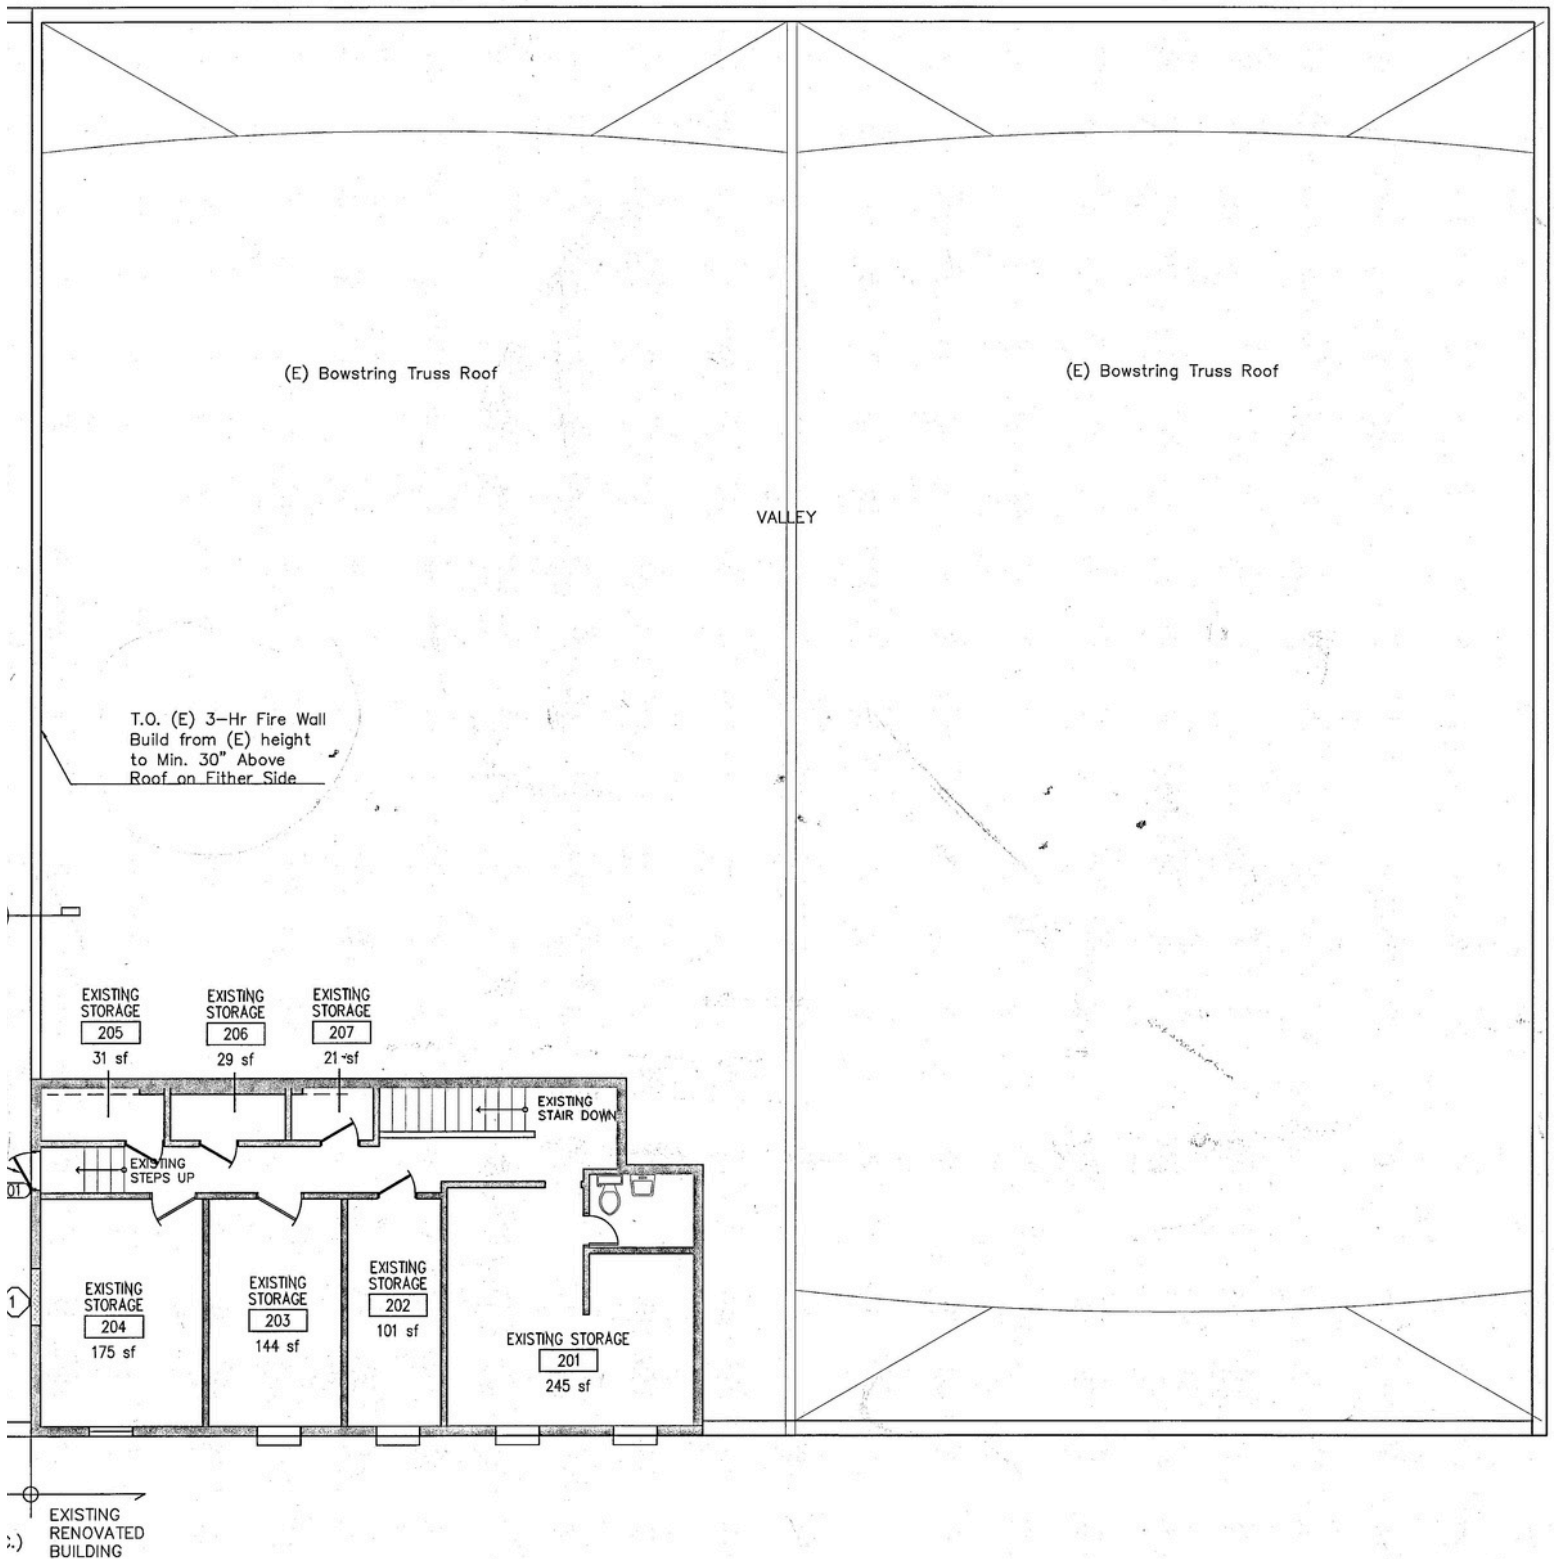 (E) Bowstring Truss Roof
(E) Bowstring Truss Roof
VALLEY
T.O. (E) 3-Hr Fire Wall
Build from (E) height
to Min. 30" Above
Roof on Either Side
EXISTING
STORAGE
205
31 sf
EXISTING
STORAGE
206
29 sf
EXISTING
STORAGE
207
21 sf
EXISTING
STAIR DOWN
EXISTING
STEPS UP
01
1
EXISTING
STORAGE
204
175 sf
EXISTING
STORAGE
203
144 sf
EXISTING
STORAGE
202
101 sf
EXISTING STORAGE
201
245 sf
EXISTING
RENOVATED
BUILDING